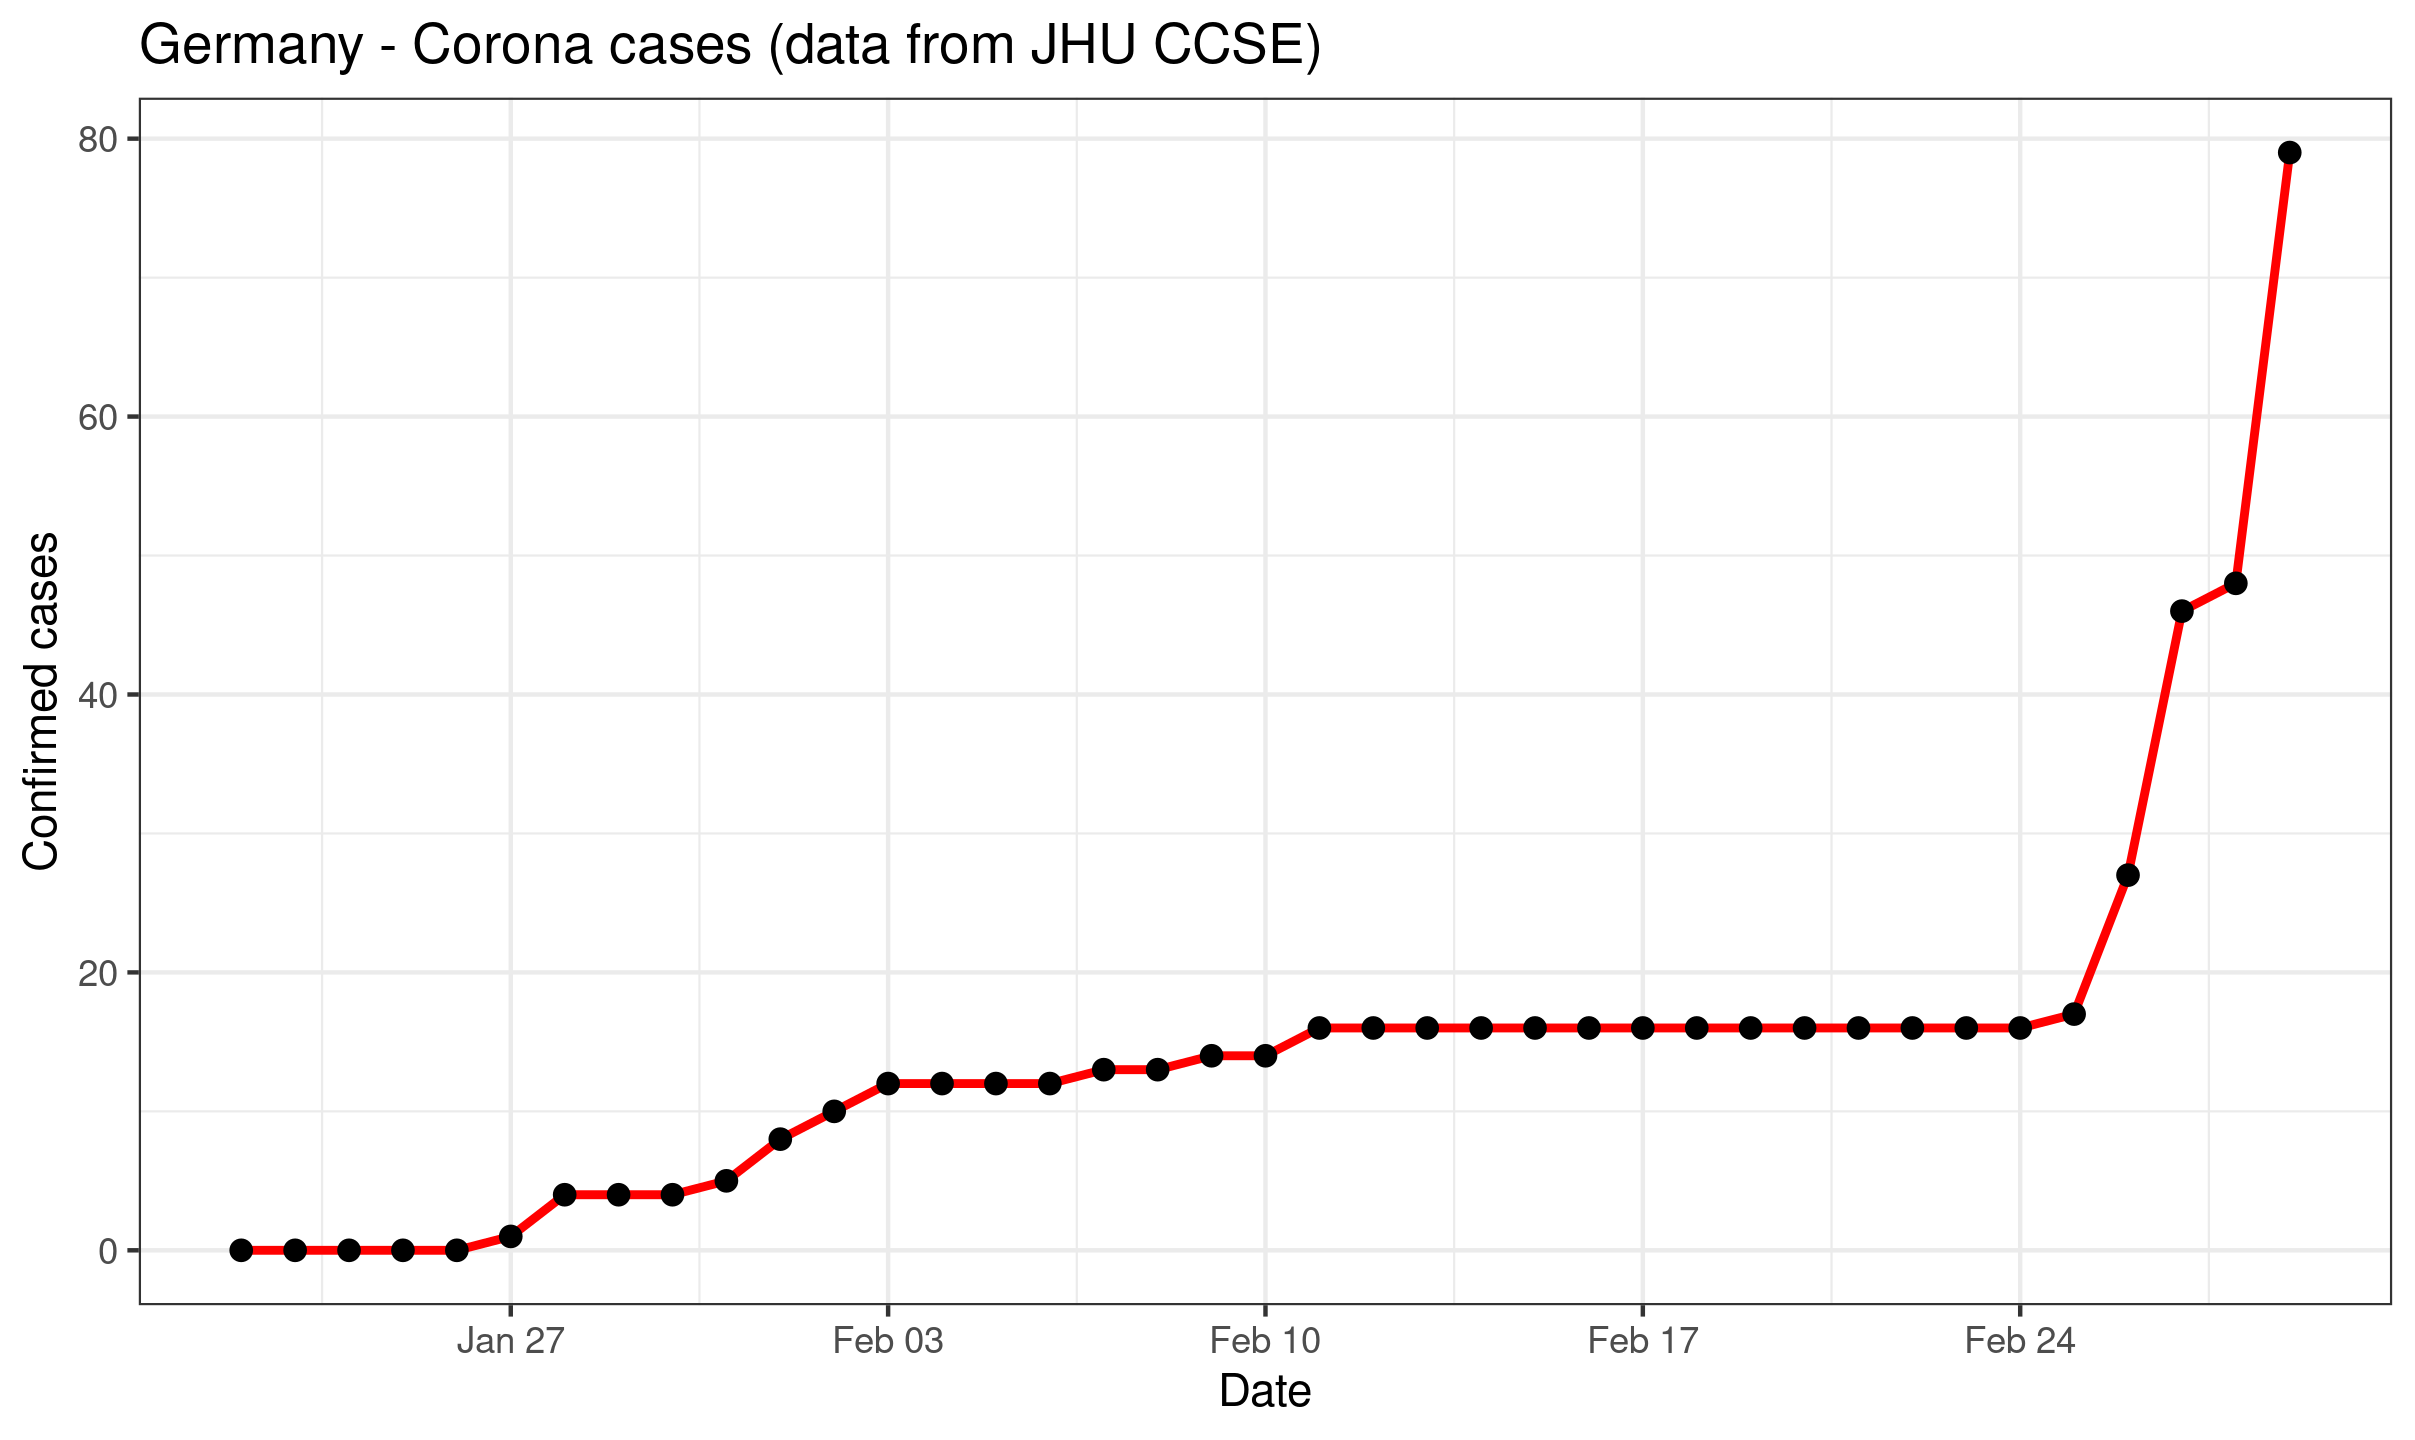 Germany - Corona cases (data from JHU CCSE)
Confirmed cases
80
60
40
20
0
Jan 27 Feb 03 Feb 10 Feb 17 Feb 24
Date